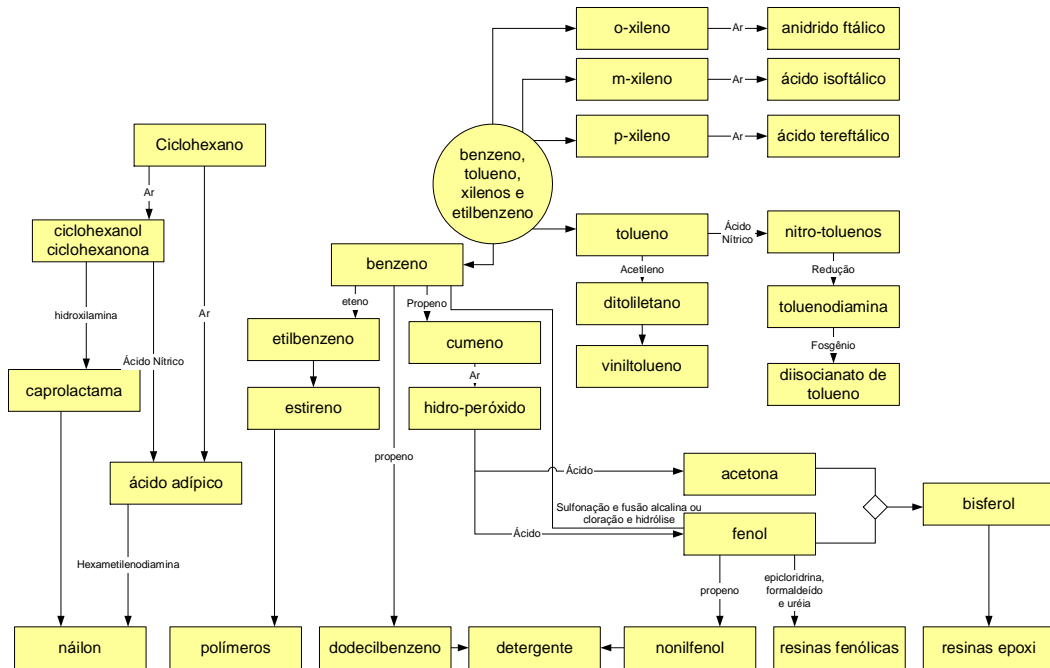 o-xileno
Ar
anidrido ftálico
m-xileno
Ar
ácido isoftálico
p-xileno
Ar
ácido tereftálico
Ciclohexano
benzeno,
tolueno,
xilenos e
etilbenzeno
Ar
ciclohexanol
ciclohexanona
tolueno
Ácido
Nítrico
nitro-toluenos
benzeno
Acetileno
Redução
eteno
Propeno
ditoliletano
toluenodiamina
hidroxilamina
Ar
etilbenzeno
cumeno
Fosgênio
Ácido Nítrico
Ar
viniltolueno
diisocianato de
tolueno
caprolactama
estireno
hidro-peróxido
propeno
Ácido
acetona
ácido adípico
Sulfonação e fusão alcalina ou
cloração e hidrólise
bisferol
Ácido
fenol
Hexametilenodiamina
propeno
epicloridrina,
formaldeído
e uréia
náilon
polímeros
dodecilbenzeno
detergente
nonilfenol
resinas fenólicas
resinas epoxi